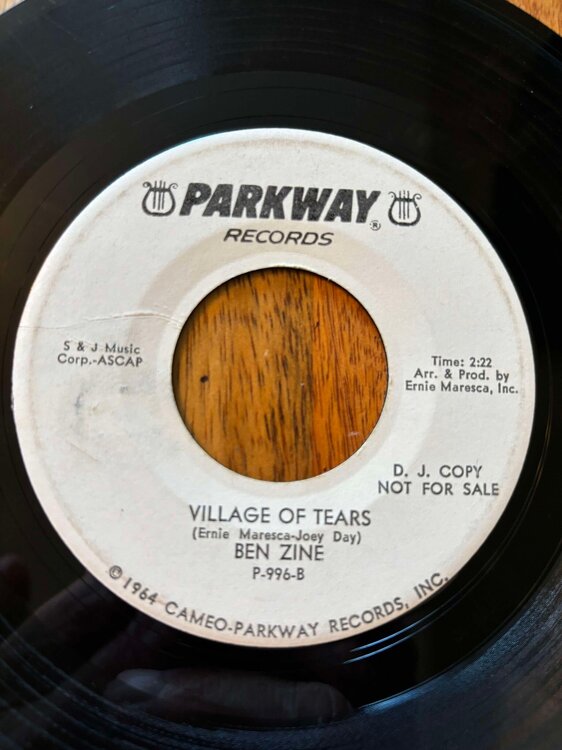 PARKWAY®
RECORDS
S & J Music
Corp.-ASCAP
Time: 2:22
Arr. & Prod. by
Ernie Maresca, Inc.
D. J. COPY
NOT FOR SALE
VILLAGE OF TEARS
(Ernie Maresca-Joey Day)
BEN ZINE
P-996-B
© 1964 CAMEO-PARKWAY RECORDS, INC.